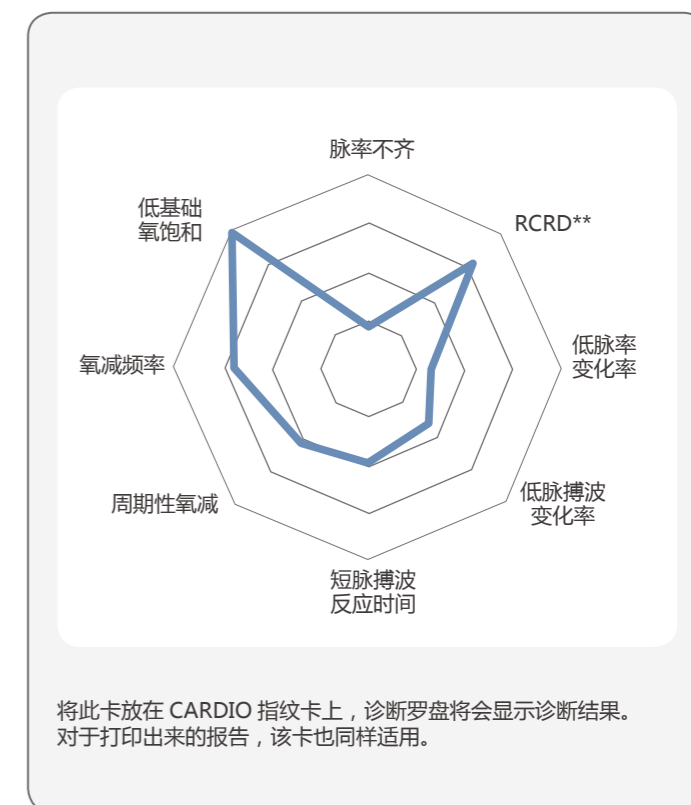 脉率不齐
RCRD**
低脉率
变化率
低脉搏波
变化率
短脉搏波
反应时间
周期性氧减
氧减频率
低基础
氧饱和
将此卡放在 CARDIO 指纹卡上，诊断罗盘将会显示诊断结果。
对于打印出来的报告，该卡也同样适用。